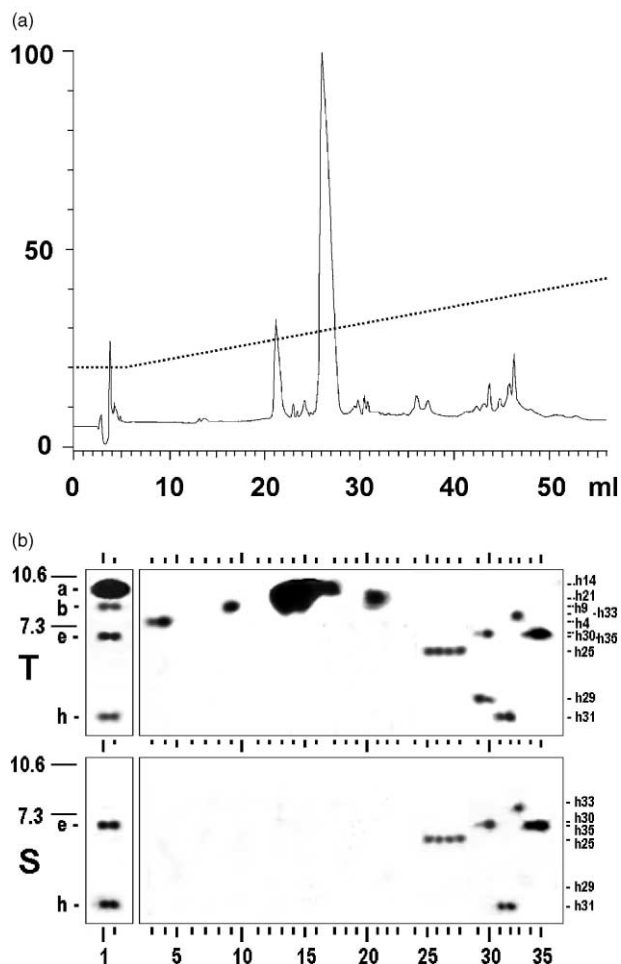 (a)
100
50
0
0 10 20 30 40 50 ml
(b)
10.6
a -
b -
7.3
e -
T
h -
- h14
- h21
- h9 - h33
- h4
- h30 - h35
- h25
- h29
- h31
10.6
7.3
e -
S
h -
- h33
- h30
h35
- h25
- h29
- h31
1 5 10 15 20 25 30 35